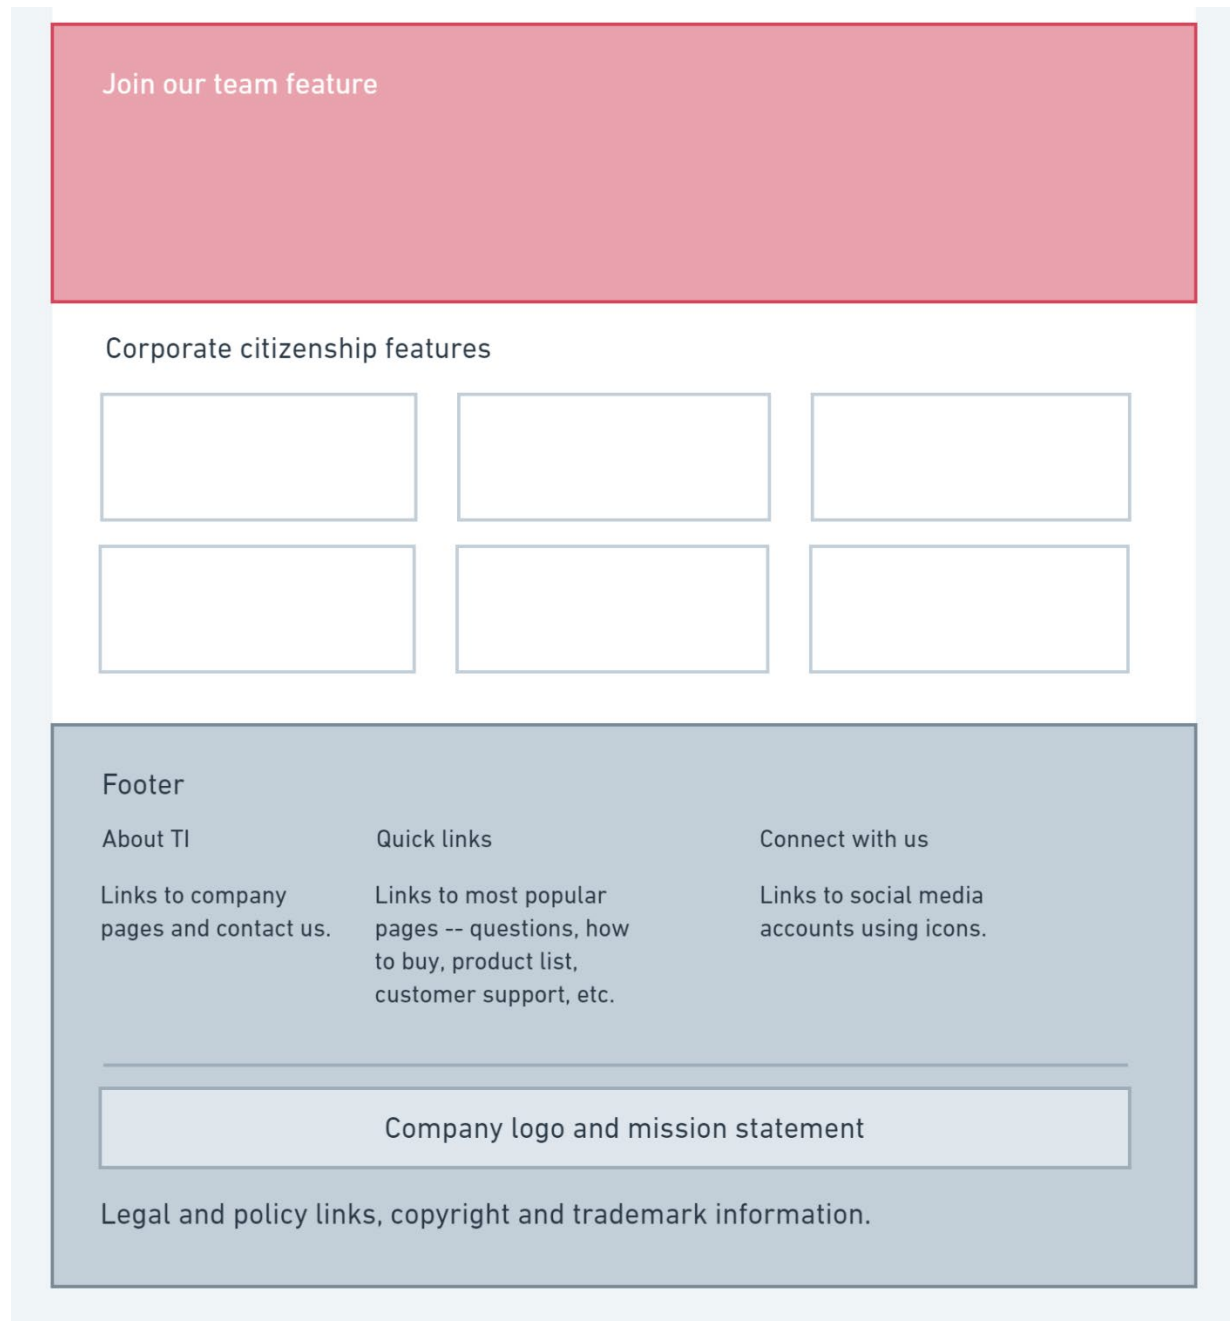 Join our team feature
Corporate citizenship features
Footer
About TI
Links to company
pages and contact us.
Quick links
Links to most popular
pages -- questions, how
to buy, product list,
customer support, etc.
Connect with us
Links to social media
accounts using icons.
Company logo and mission statement
Legal and policy links, copyright and trademark information.